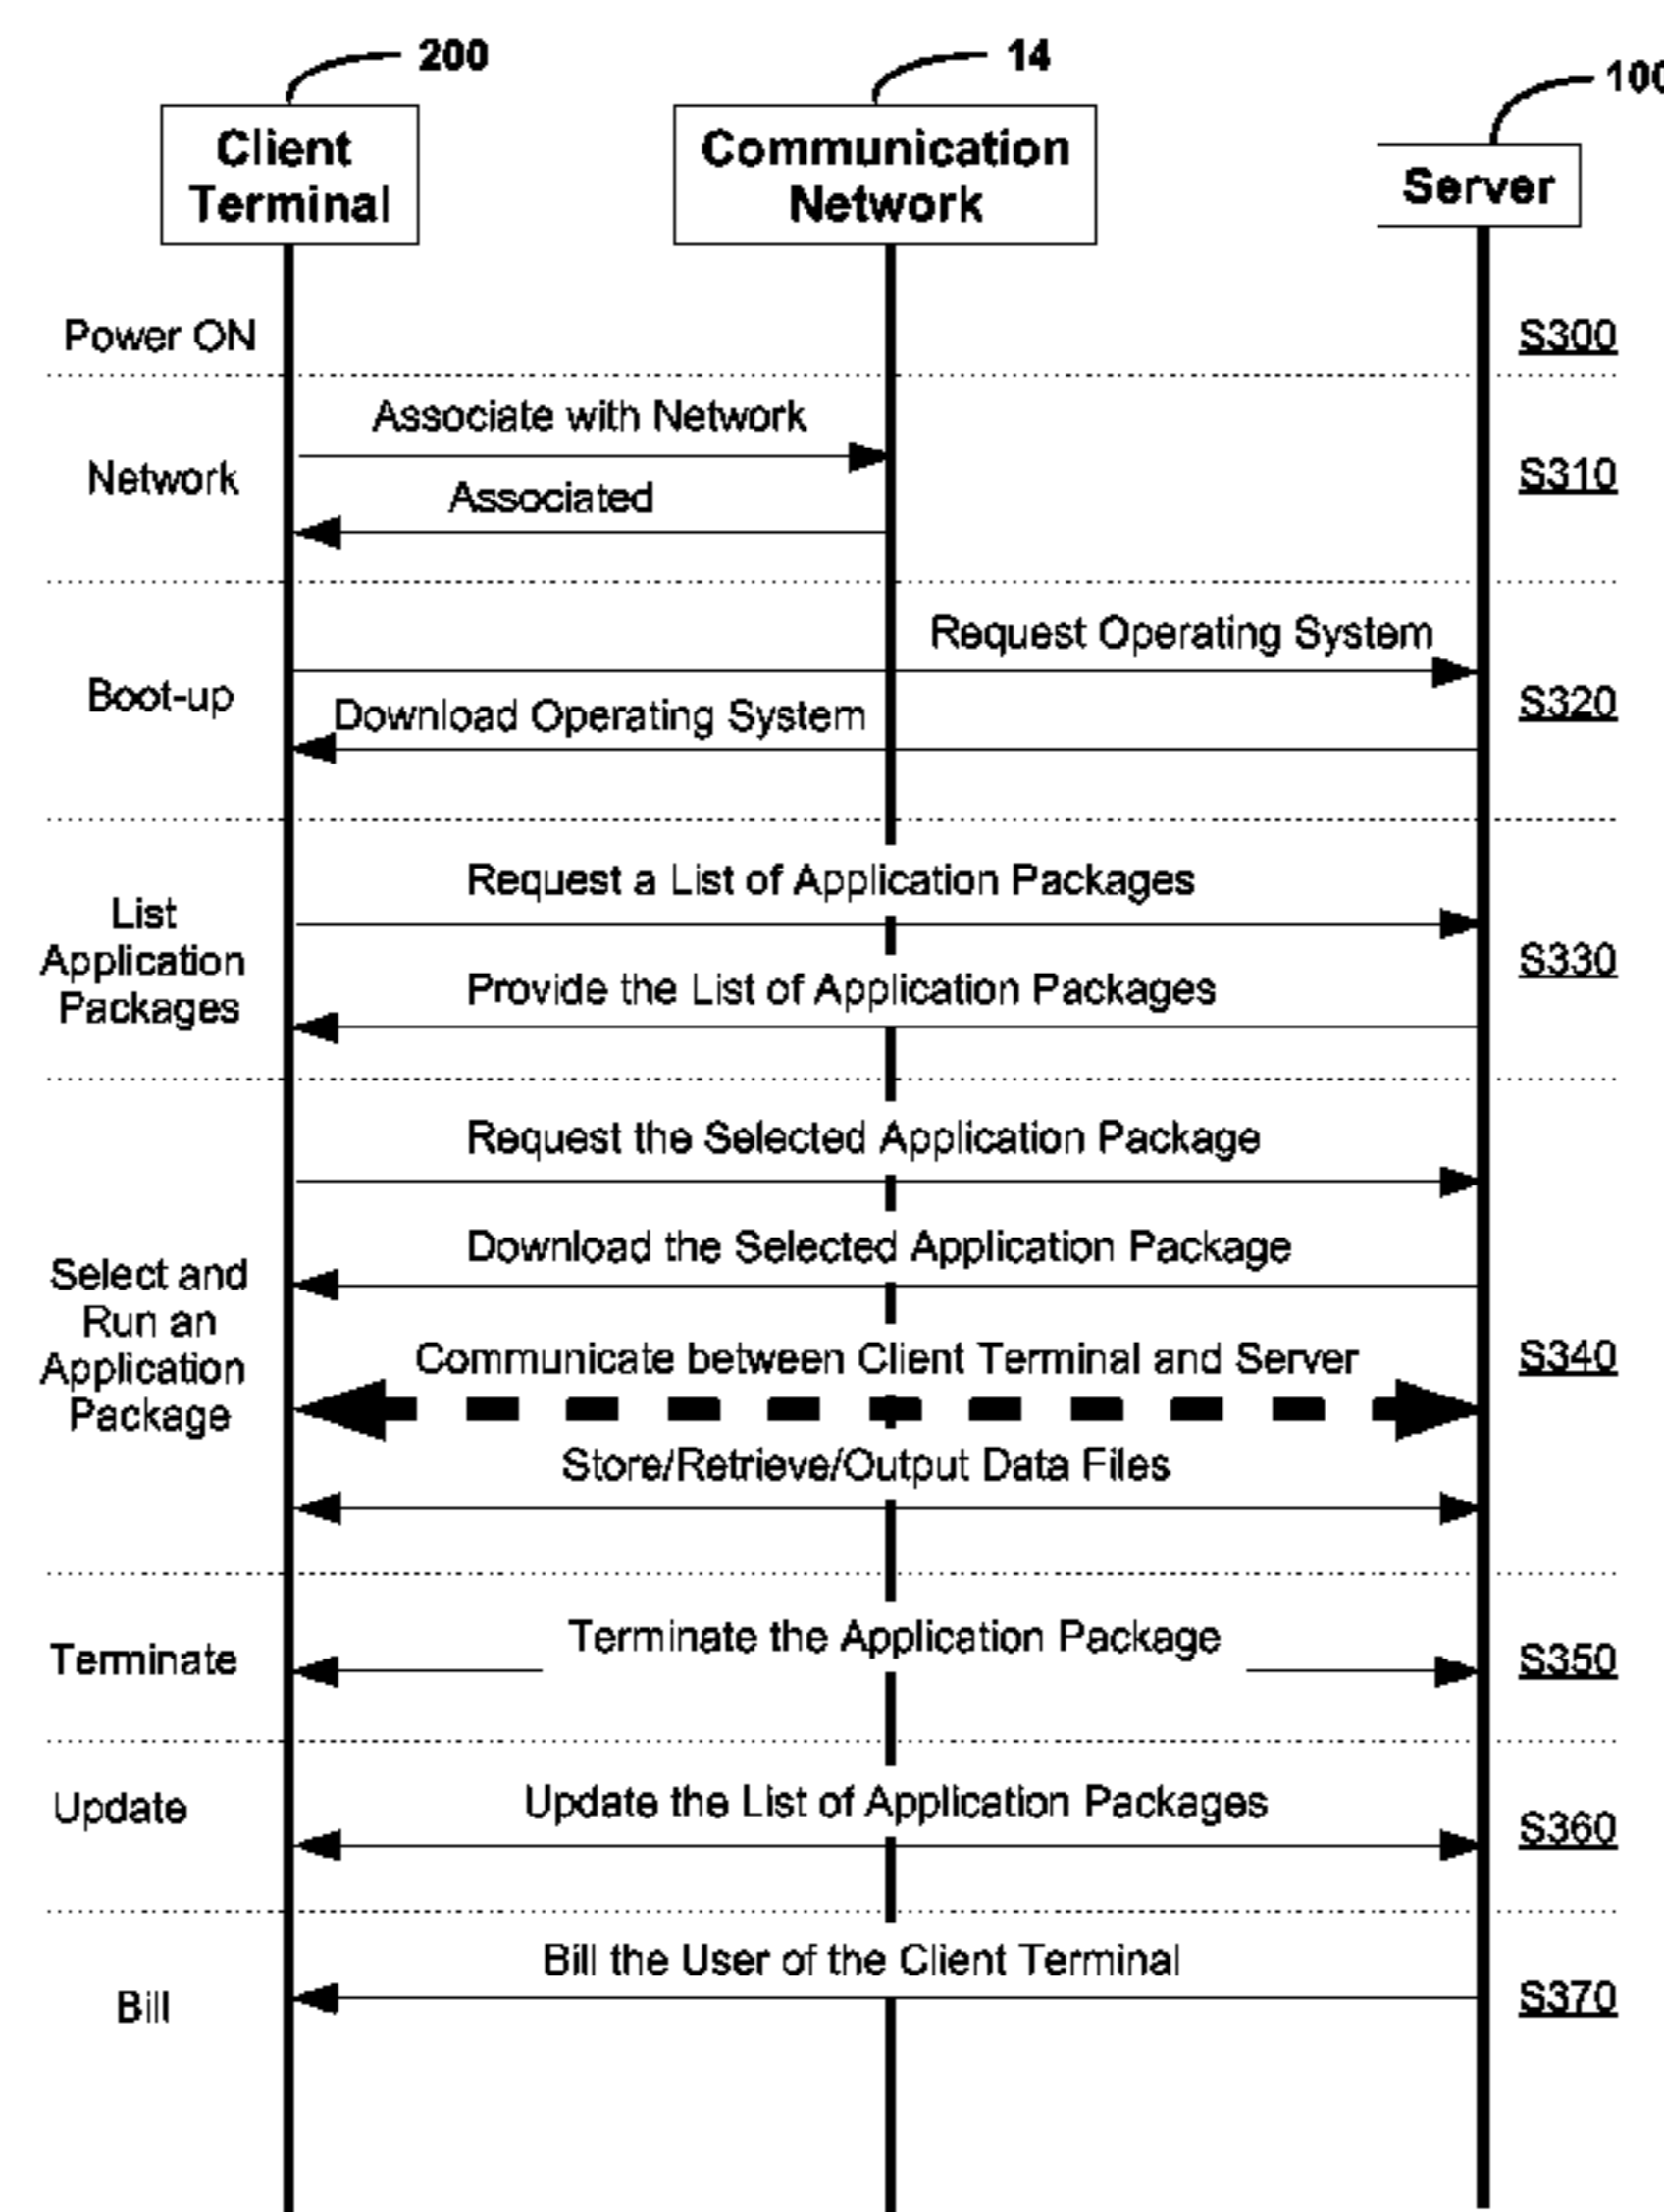 200
14
100
Client
Terminal
Communication
Network
Server
Power ON
S300
Associate with Network
Network
S310
Associated
Request Operating System
Boot-up
S320
Download Operating System
Request a List of Application Packages
List
Application
Packages
S330
Provide the List of Application Packages
Request the Selected Application Package
Download the Selected Application Package
Select and
Run an
Application
Package
Communicate between Client Terminal and Server
S340
Store/Retrieve/Output Data Files
Terminate the Application Package
Terminate
S350
Update the List of Application Packages
Update
S360
Bill the User of the Client Terminal
Bill
S370